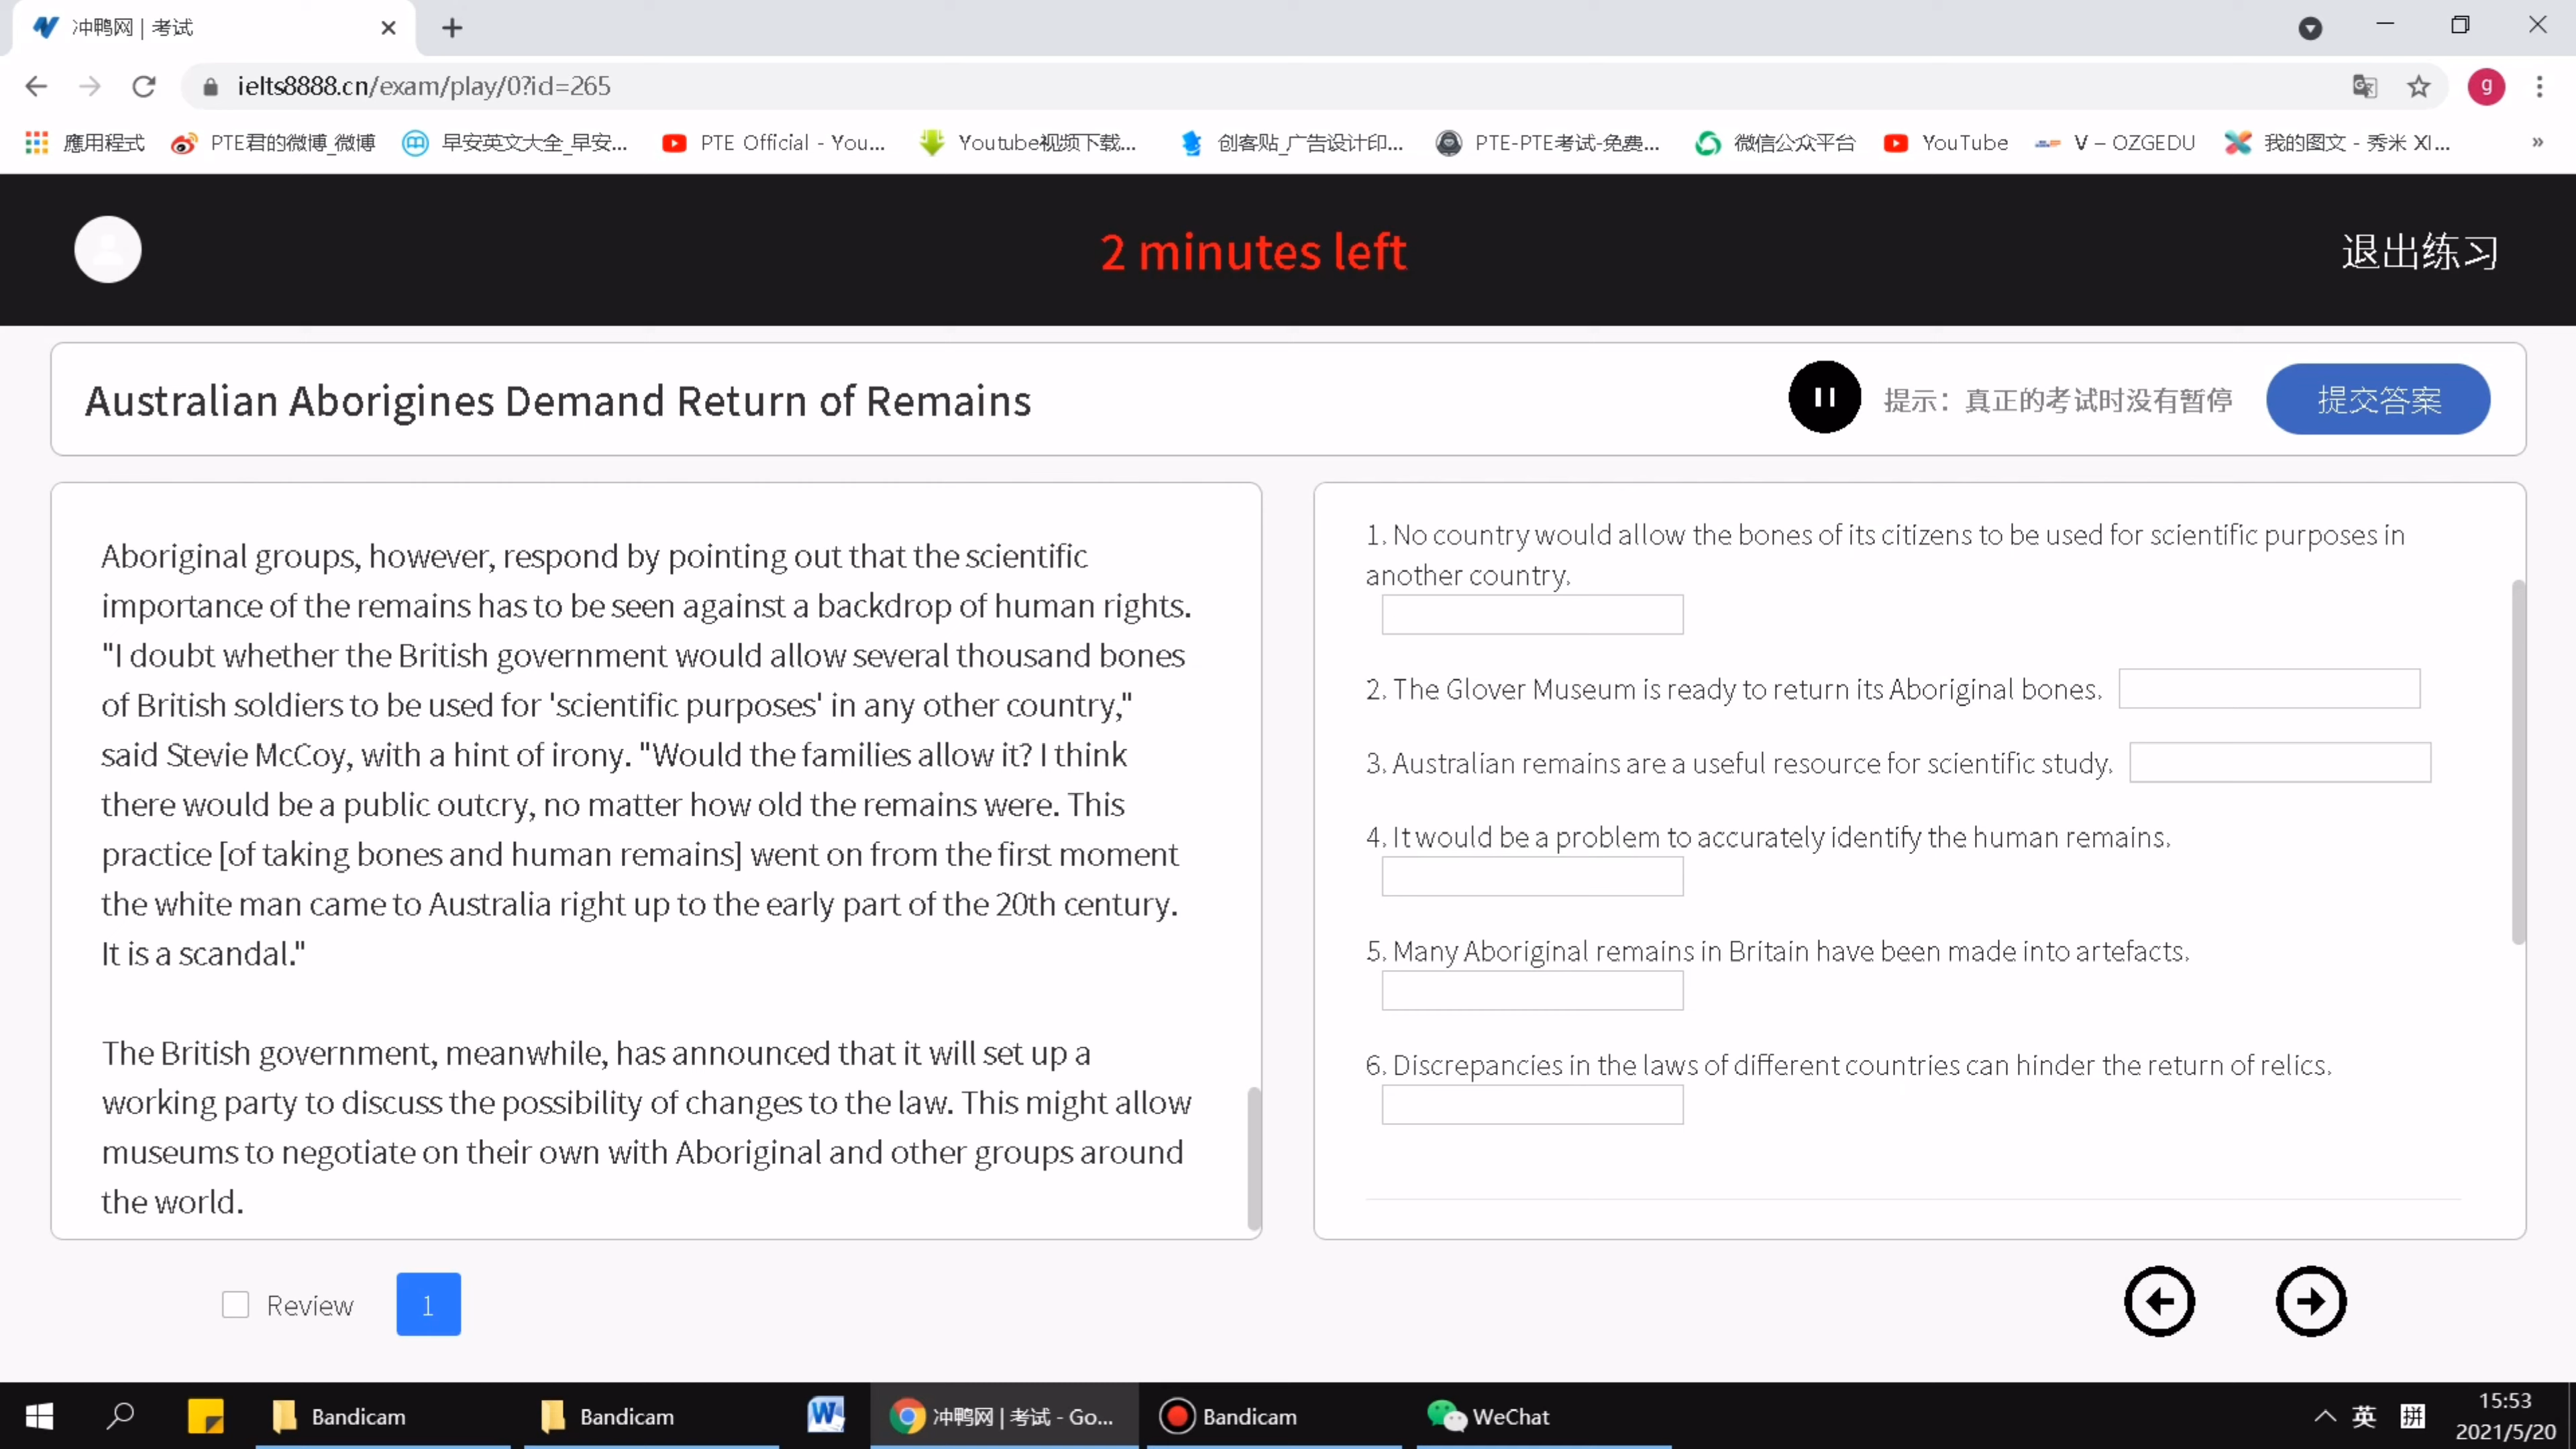 冲鸭网 | 考试
ielts8888.cn/exam/play/0?id=265
應用程式 PTE君的微博_微博 早安英文大全_早安... PTE Official - You... Youtube视频下载... 创客贴_广告设计印... PTE-PTE考试-免费... 微信公众平台 YouTube V – OZGEDU 我的图文 - 秀米 XI... »
g
2 minutes left
退出练习
Australian Aborigines Demand Return of Remains
提示：真正的考试时没有暂停
提交答案
Aboriginal groups, however, respond by pointing out that the scientific
importance of the remains has to be seen against a backdrop of human rights.
"I doubt whether the British government would allow several thousand bones
of British soldiers to be used for 'scientific purposes' in any other country,"
said Stevie McCoy, with a hint of irony. "Would the families allow it? I think
there would be a public outcry, no matter how old the remains were. This
practice [of taking bones and human remains] went on from the first moment
the white man came to Australia right up to the early part of the 20th century.
It is a scandal."
The British government, meanwhile, has announced that it will set up a
working party to discuss the possibility of changes to the law. This might allow
museums to negotiate on their own with Aboriginal and other groups around
the world.
1. No country would allow the bones of its citizens to be used for scientific purposes in
another country.
2. The Glover Museum is ready to return its Aboriginal bones.
3. Australian remains are a useful resource for scientific study.
4. It would be a problem to accurately identify the human remains.
5. Many Aboriginal remains in Britain have been made into artefacts.
6. Discrepancies in the laws of different countries can hinder the return of relics.
Review
1
Bandicam
Bandicam
冲鸭网 | 考试 - Go...
Bandicam
WeChat
英
拼
15:53
2021/5/20